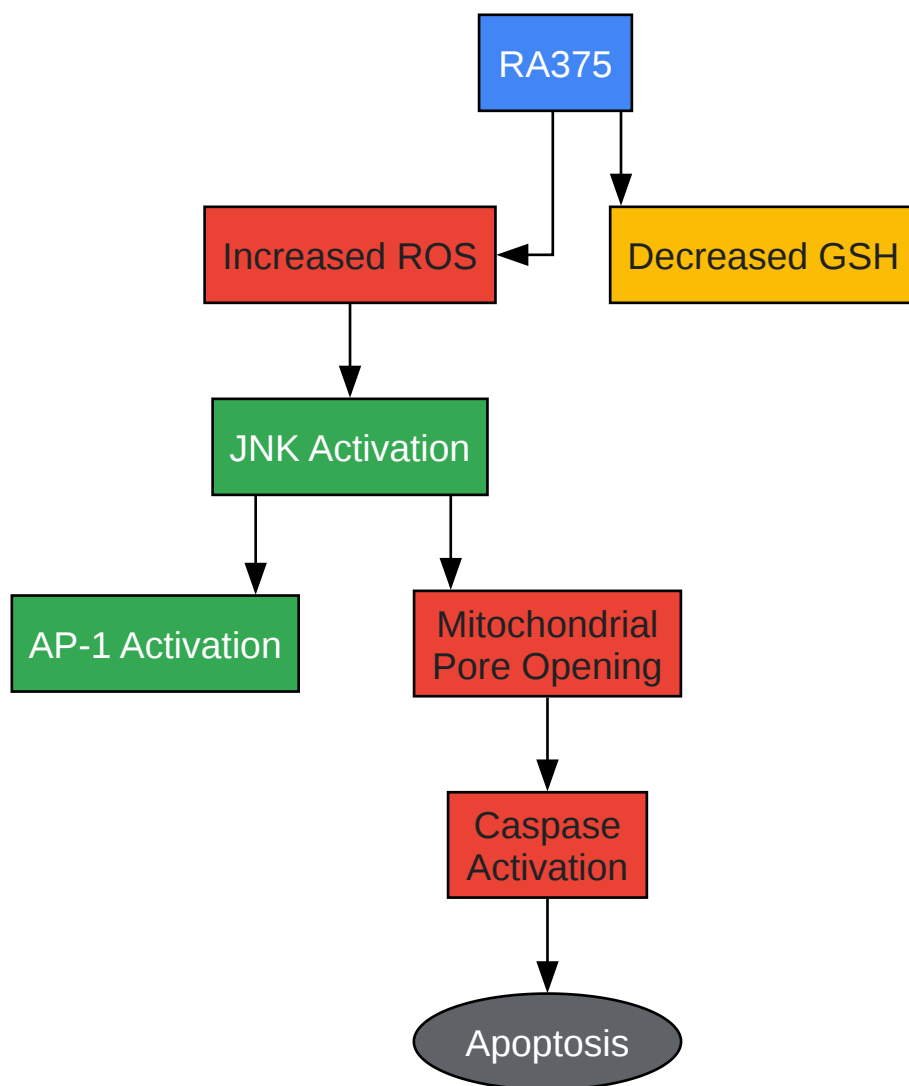 RA375
Increased ROS
Decreased GSH
JNK Activation
AP-1 Activation
Mitochondrial
Pore Opening
Caspase
Activation
Apoptosis